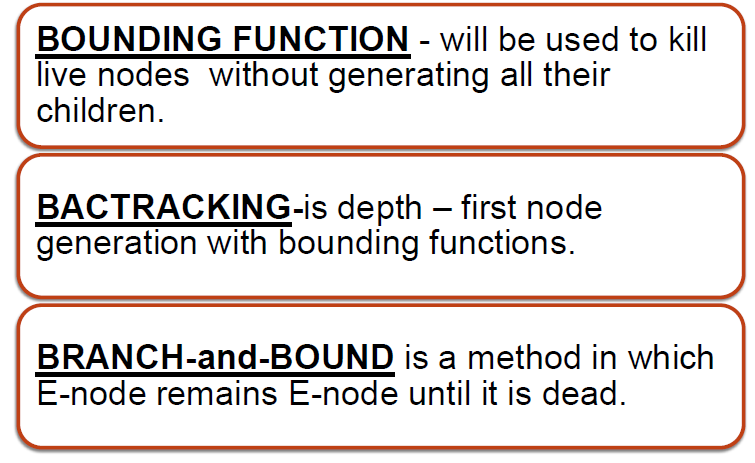 BOUNDING FUNCTION - will be used to kill
live nodes without generating all their
children.
BACTRACKING-is depth – first node
generation with bounding functions.
BRANCH-and-BOUND is a method in which
E-node remains E-node until it is dead.